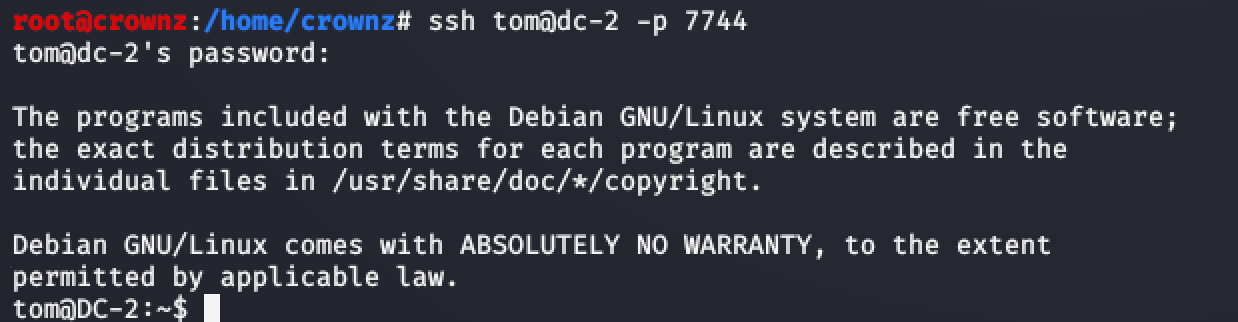 root@crownz:/home/crownz# ssh tom@dc-2 -p 7744
tom@dc-2's password:
The programs included with the Debian GNU/Linux system are free software;
the exact distribution terms for each program are described in the
individual files in /usr/share/doc/*/copyright.
Debian GNU/Linux comes with ABSOLUTELY NO WARRANTY, to the extent
permitted by applicable law.
tom@DC-2:~$